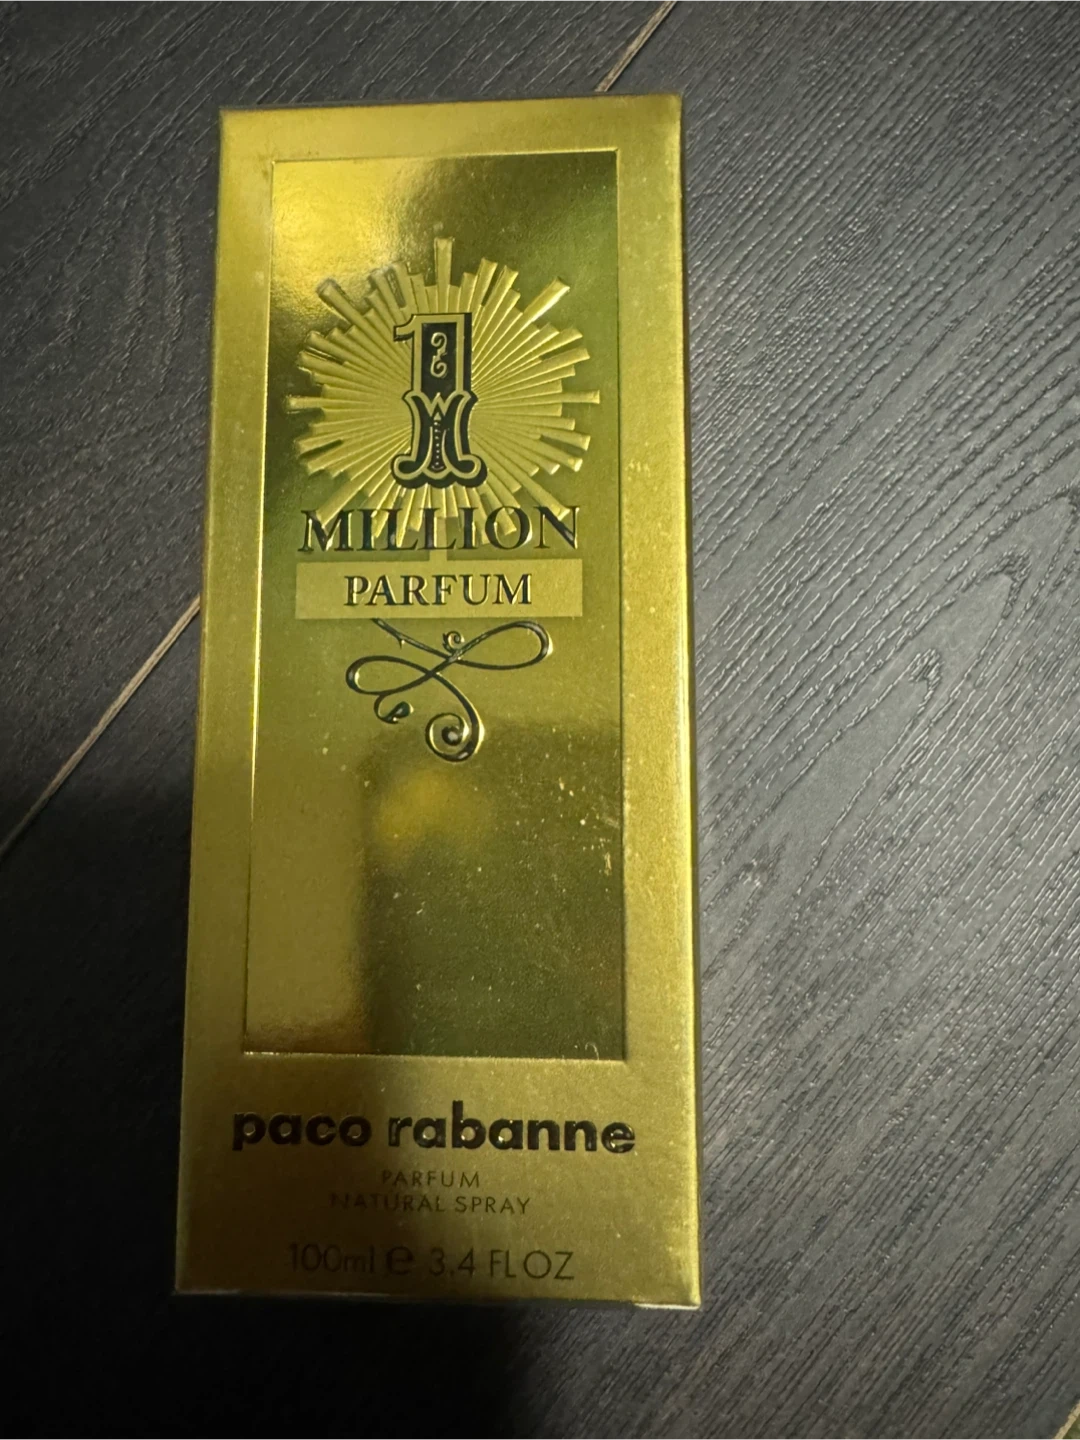 1
MILLION
PARFUM
paco rabanne
PARFUM
NATURAL SPRAY
100ml e 3.4 FL OZ